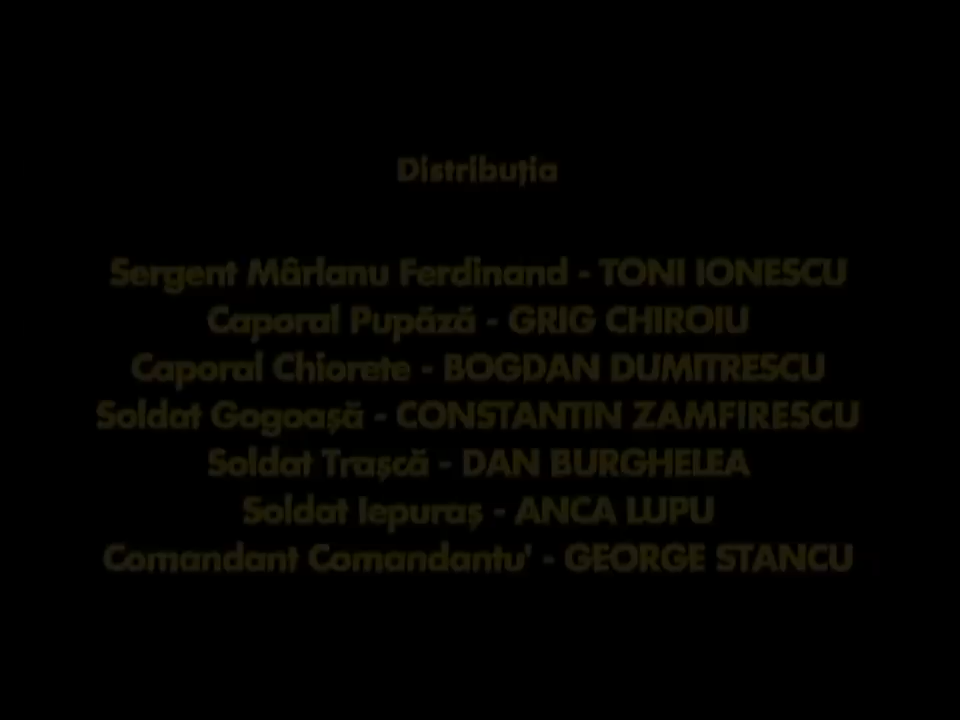 Distribuția
Sergent Mârlanu Ferdinand - TONI IONESCU
Caporal Pupăză - GRIG CHIROIU
Caporal Chiorete - BOGDAN DUMITRESCU
Soldat Gogoașă - CONSTANTIN ZAMFIRESCU
Soldat Trașcă - DAN BURGHELEA
Soldat Iepuraș - ANCA LUPU
Comandant Comandantu' - GEORGE STANCU